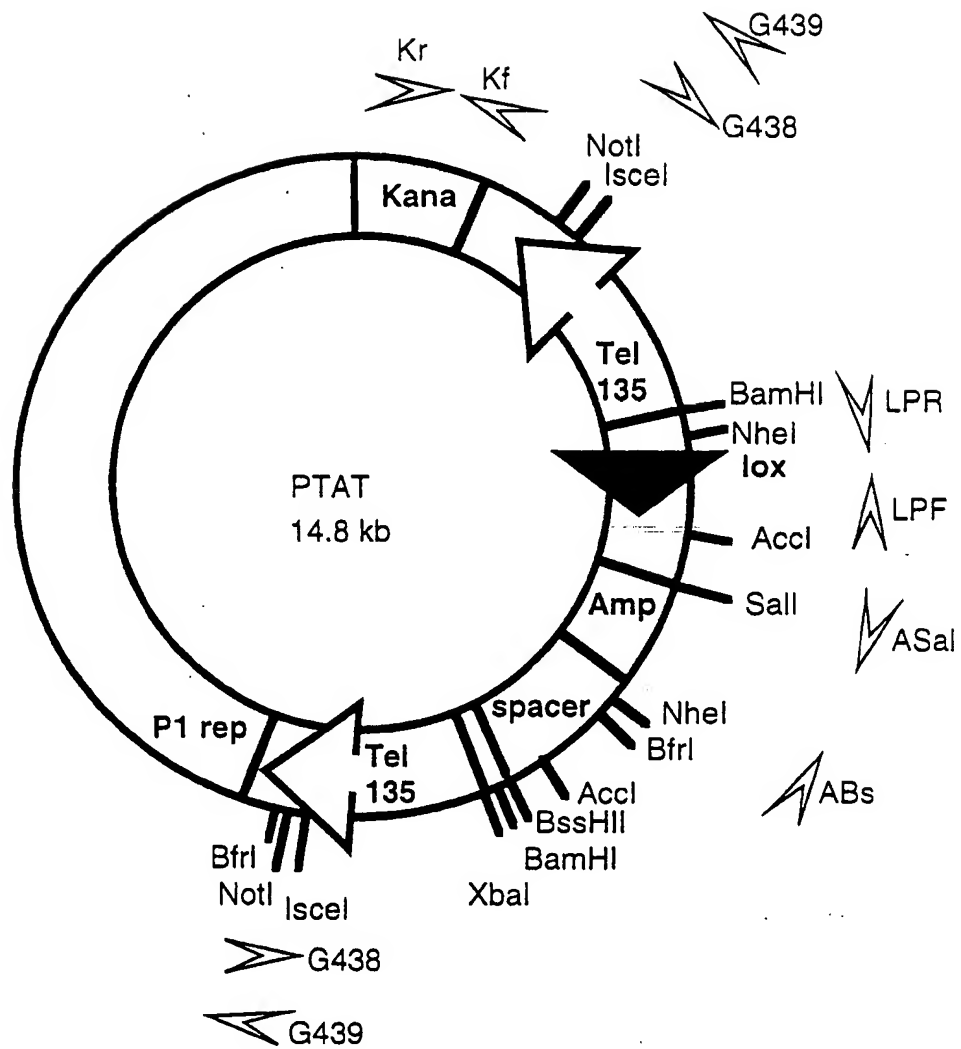 G439
Kr
Kf
G438
NotI
IsceI
Kana
Tel
135
BamHI
LPR
NheI
lox
PTAT
14.8 kb
LPF
AccI
Amp
SalI
ASal
spacer
P1 rep
NheI
BfrI
Tel
135
AccI
ABs
BssHII
BfrI
BamHI
NotI
XbaI
IsceI
G438
G439